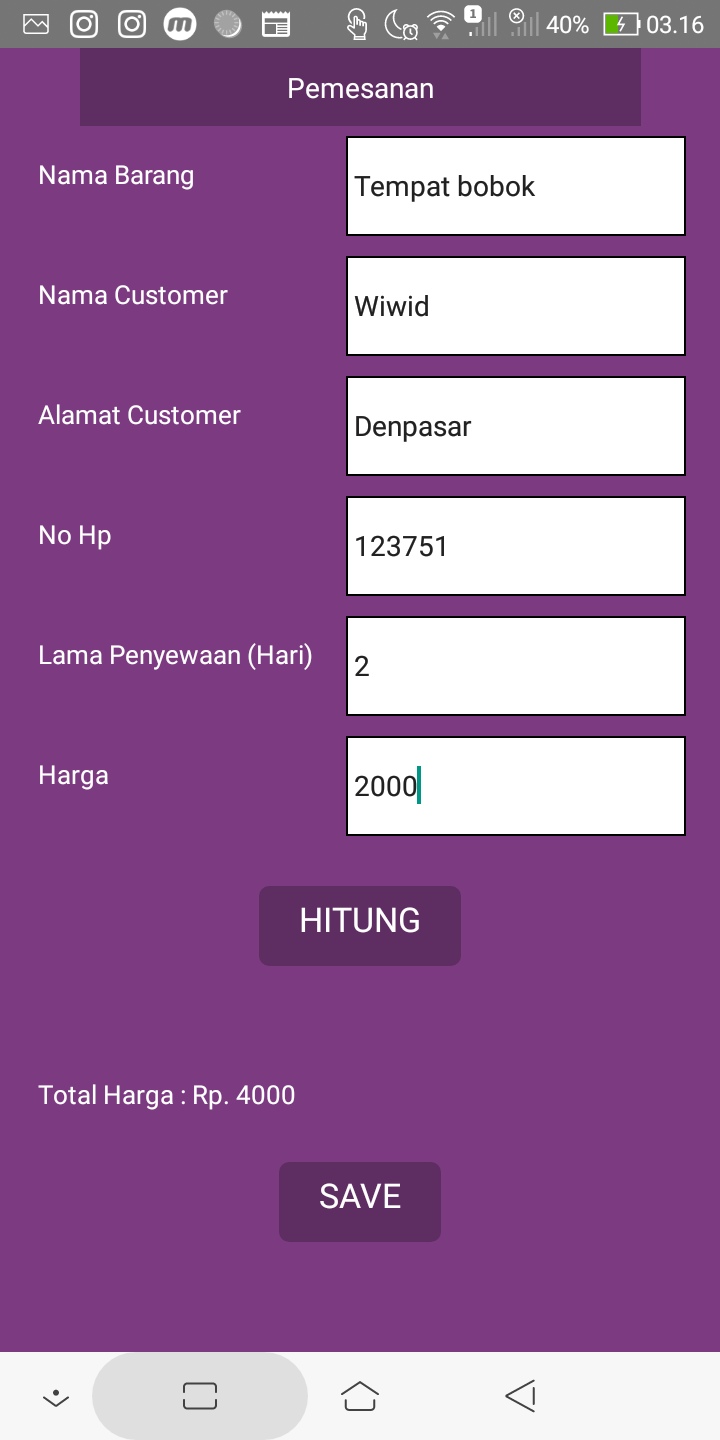 1 40% 03.16
Pemesanan
Nama Barang Tempat bobok
Nama Customer Wiwid
Alamat Customer Denpasar
No Hp 123751
Lama Penyewaan (Hari) 2
Harga 2000
HITUNG
Total Harga : Rp. 4000
SAVE